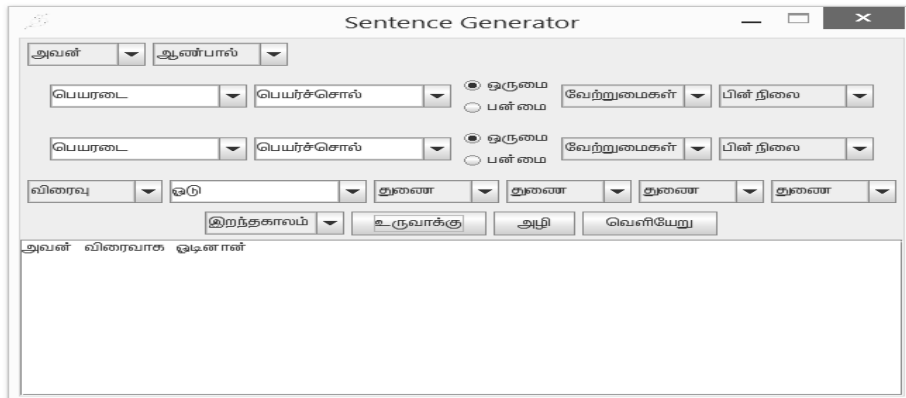 Sentence Generator
அவன் ஆண்பால்
பெயரடை பெயர்ச்சொல் ஒருமை பன்மை வேற்றுமைகள் பின் நிலை
பெயரடை பெயர்ச்சொல் ஒருமை பன்மை வேற்றுமைகள் பின் நிலை
விரைவு ஓடு துணை துணை துணை துணை
இறந்தகாலம் உருவாக்கு அழி வெளியேறு
அவன் விரைவாக ஓடினான்